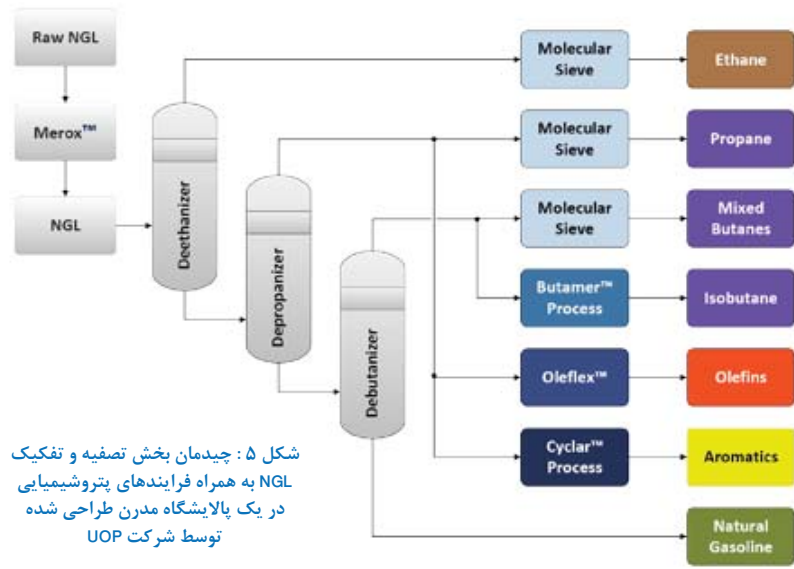 Raw NGL
Merox™
NGL
Deethanizer
Depropanizer
Debutanizer
Molecular
Sieve
Ethane
Molecular
Sieve
Propane
Molecular
Sieve
Mixed
Butanes
Butamer™
Process
Isobutane
Oleflex™
Olefins
Cyclar™
Process
Aromatics
Natural
Gasoline
شکل ۵ : چیدمان بخش تصفیه و تفکیک
NGL به همراه فرایندهای پتروشیمیایی
در یک پالایشگاه مدرن طراحی شده
توسط شرکت UOP